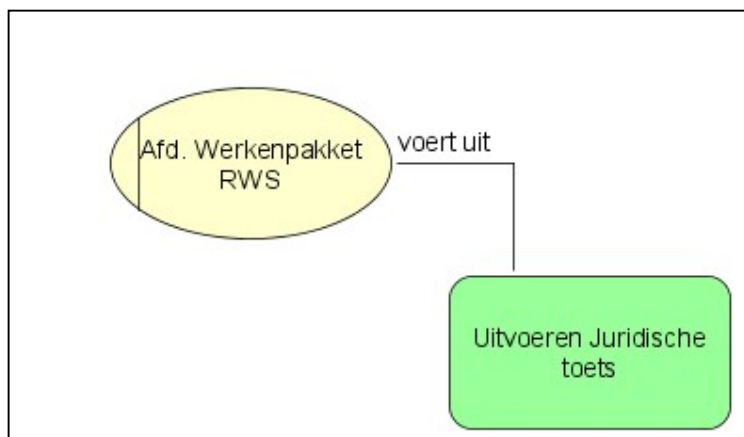 Afd. Werkenpakket
RWS
voert uit
Uitvoeren Juridische
toets